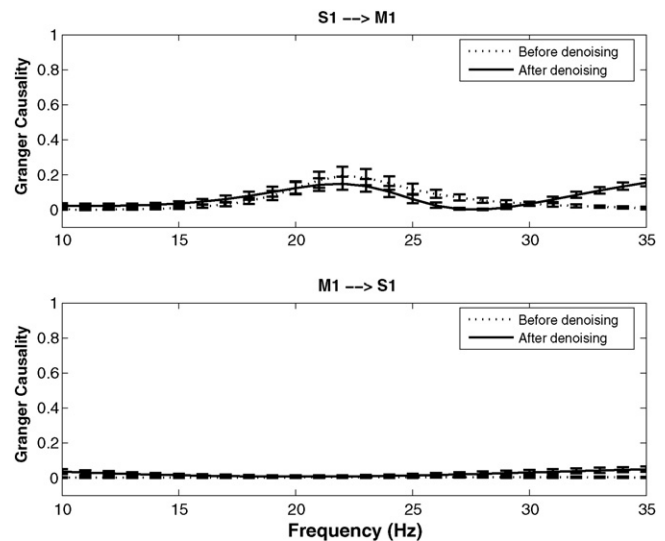 S1 −−> M1
Granger Causality
1
0.8
0.6
0.4
0.2
0
Before denoising
After denoising
10 15 20 25 30 35
M1 −−> S1
Granger Causality
1
0.8
0.6
0.4
0.2
0
Before denoising
After denoising
10 15 20 25 30 35
Frequency (Hz)